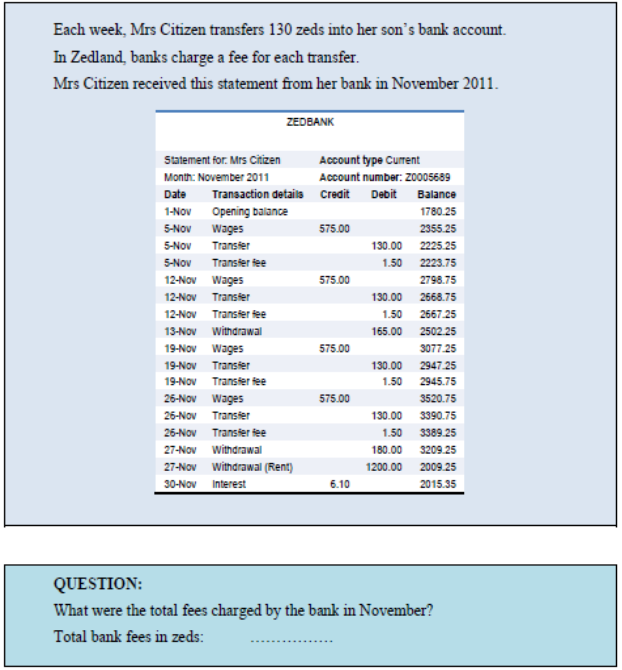 Each week, Mrs Citizen transfers 130 zeds into her son's bank account.
In Zedland, banks charge a fee for each transfer.
Mrs Citizen received this statement from her bank in November 2011.
ZEDBANK
Statement for: Mrs Citizen Account type Current
Month: November 2011 Account number: Z0005689
Date Transaction details Credit Debit Balance
1-Nov Opening balance 1780.25
5-Nov Wages 575.00 2355.25
5-Nov Transfer 130.00 2225.25
5-Nov Transfer fee 1.50 2223.75
12-Nov Wages 575.00 2798.75
12-Nov Transfer 130.00 2668.75
12-Nov Transfer fee 1.50 2667.25
13-Nov Withdrawal 165.00 2502.25
19-Nov Wages 575.00 3077.25
19-Nov Transfer 130.00 2947.25
19-Nov Transfer fee 1.50 2945.75
26-Nov Wages 575.00 3520.75
26-Nov Transfer 130.00 3390.75
26-Nov Transfer fee 1.50 3389.25
27-Nov Withdrawal 180.00 3209.25
27-Nov Withdrawal (Rent) 1200.00 2009.25
30-Nov Interest 6.10 2015.35
QUESTION:
What were the total fees charged by the bank in November?
Total bank fees in zeds: ................